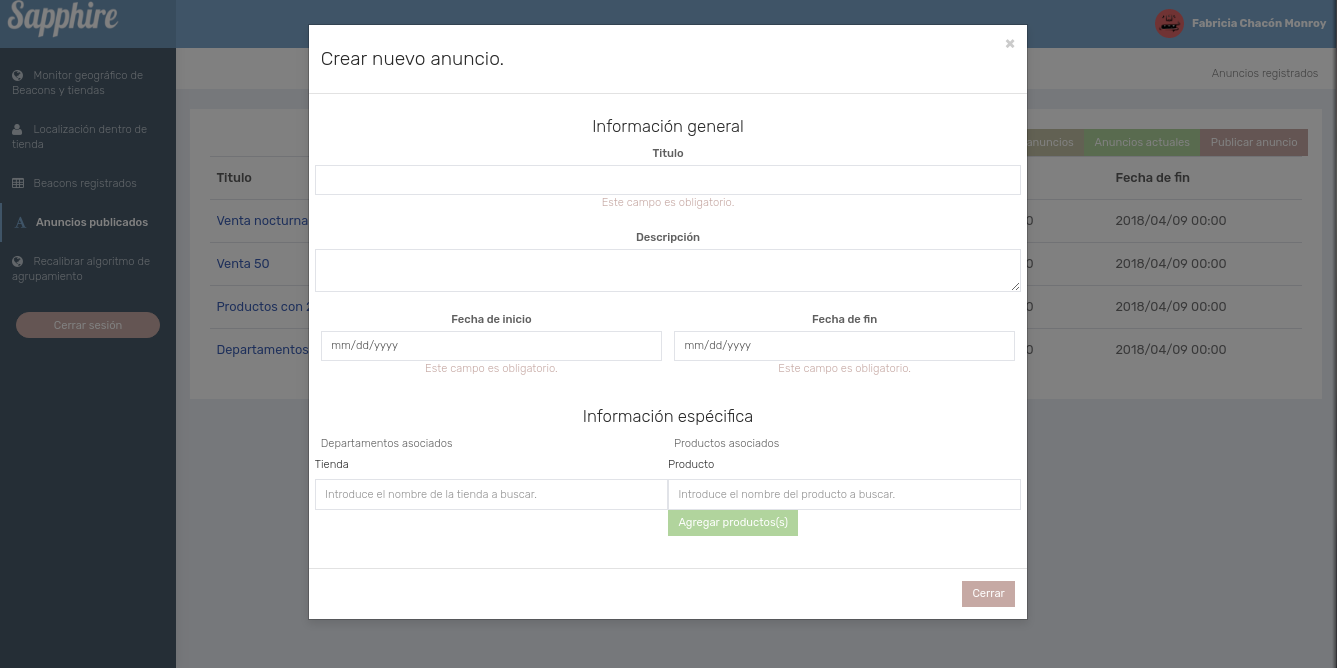 Sapphire
Fabricia Chacón Monroy
Monitor geográfico de
Beacons y tiendas
Localización dentro de
tienda
Beacons registrados
Anuncios publicados
Recalibrar algoritmo de
agrupamiento
Cerrar sesión
Anuncios registrados
anuncios
Anuncios actuales
Publicar anuncio
Titulo
Fecha de fin
Venta nocturna
0
2018/04/09 00:00
Venta 50
0
2018/04/09 00:00
Productos con 2
0
2018/04/09 00:00
Departamentos
0
2018/04/09 00:00
Crear nuevo anuncio.
×
Información general
Titulo
Este campo es obligatorio.
Descripción
Fecha de inicio
Fecha de fin
mm/dd/yyyy
mm/dd/yyyy
Este campo es obligatorio.
Este campo es obligatorio.
Información espécifica
Departamentos asociados
Productos asociados
Tienda
Producto
Introduce el nombre de la tienda a buscar.
Introduce el nombre del producto a buscar.
Agregar productos(s)
Cerrar